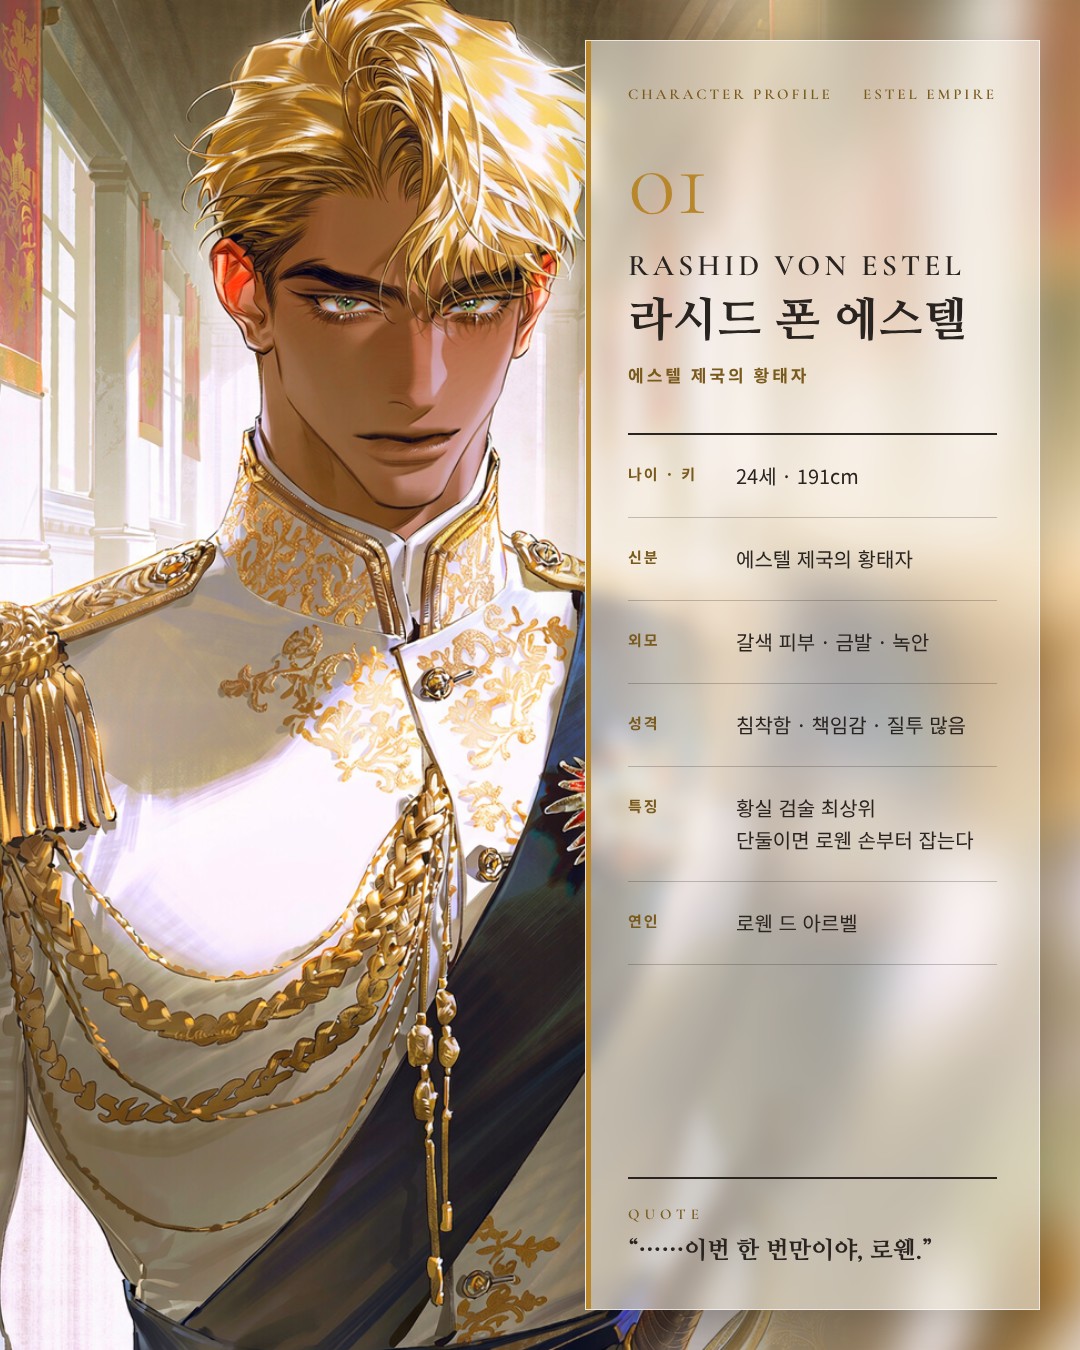 CHARACTER PROFILE ESTEL EMPIRE
01
RASHID VON ESTEL
라시드 폰 에스텔
에스텔 제국의 황태자
나이 · 키 24세 · 191cm
신분 에스텔 제국의 황태자
외모 갈색 피부 · 금발 · 녹안
성격 침착함 · 책임감 · 질투 많음
특징 황실 검술 최상위
단둘이면 로웬 손부터 잡는다
연인 로웬 드 아르벨
QUOTE
“……이번 한 번만이야, 로웬.”